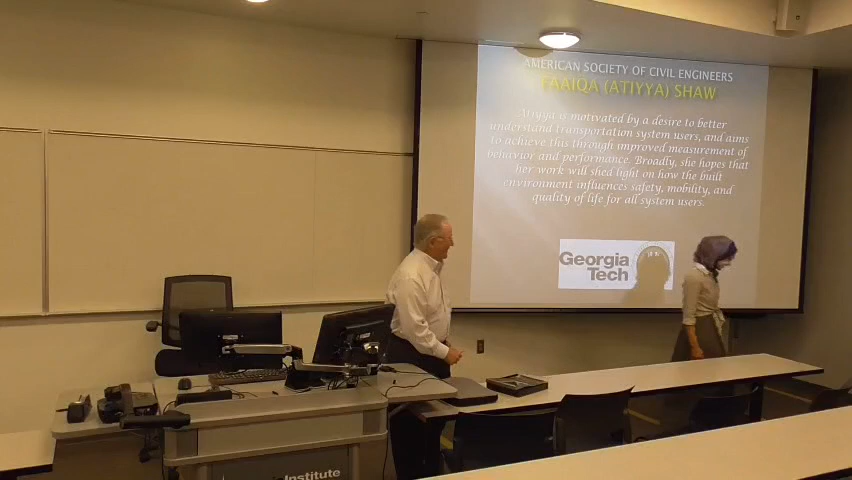 AMERICAN SOCIETY OF CIVIL ENGINEERS
FAAIQA (ATIYYA) SHAW
Atiyya is motivated by a desire to better
understand transportation system users, and aims
to achieve this through improved measurement of
behavior and performance. Broadly, she hopes that
her work will shed light on how the built
environment influences safety, mobility, and
quality of life for all system users.
Georgia
Tech
Institute